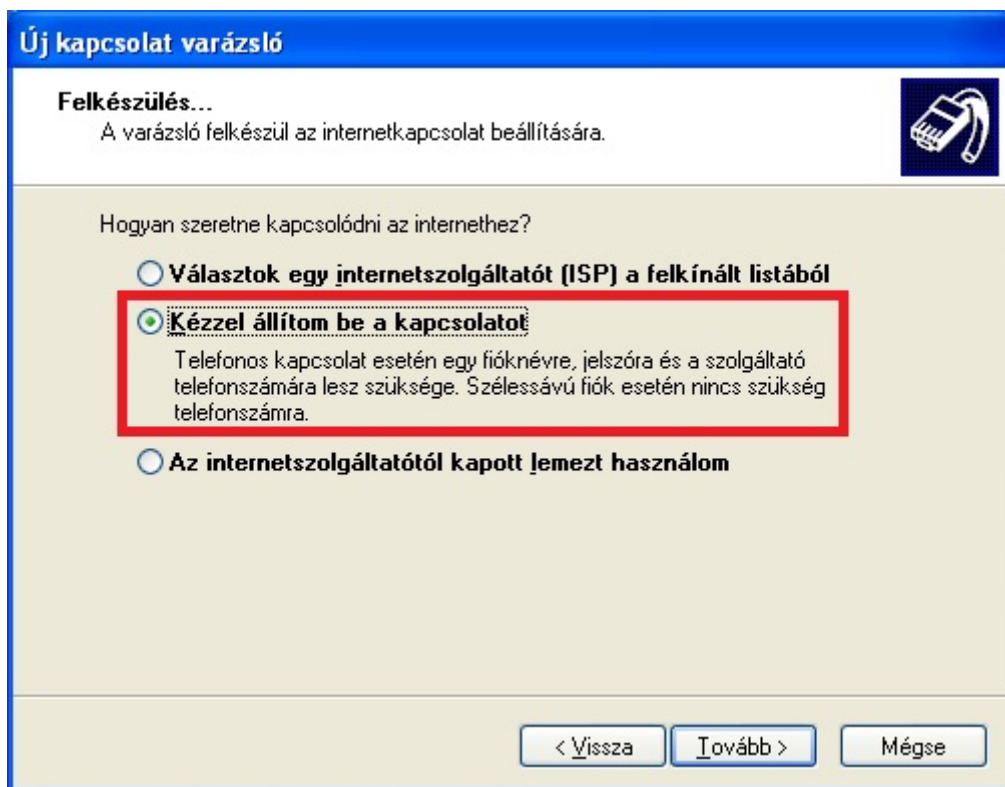 Új kapcsolat varázsló
Felkészülés...
A varázsló felkészül az internetkapcsolat beállítására.
Hogyan szeretne kapcsolódni az internethez?
Választok egy internetszolgáltatót (ISP) a felkínált listából
Kézzel állítom be a kapcsolatot
Telefonos kapcsolat esetén egy fióknévre, jelszóra és a szolgáltató
telefonszámára lesz szüksége. Szélessávú fiók esetén nincs szükség
telefonszámra.
Az internetszolgáltatótól kapott lemezt használom
< Vissza
Tovább >
Mégse